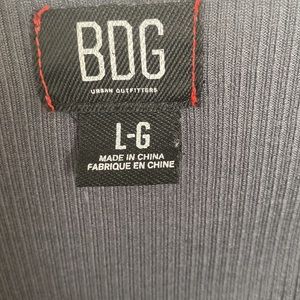 BDG
URBAN OUTFITTERS
L-G
MADE IN CHINA
FABRIQUE EN CHINE